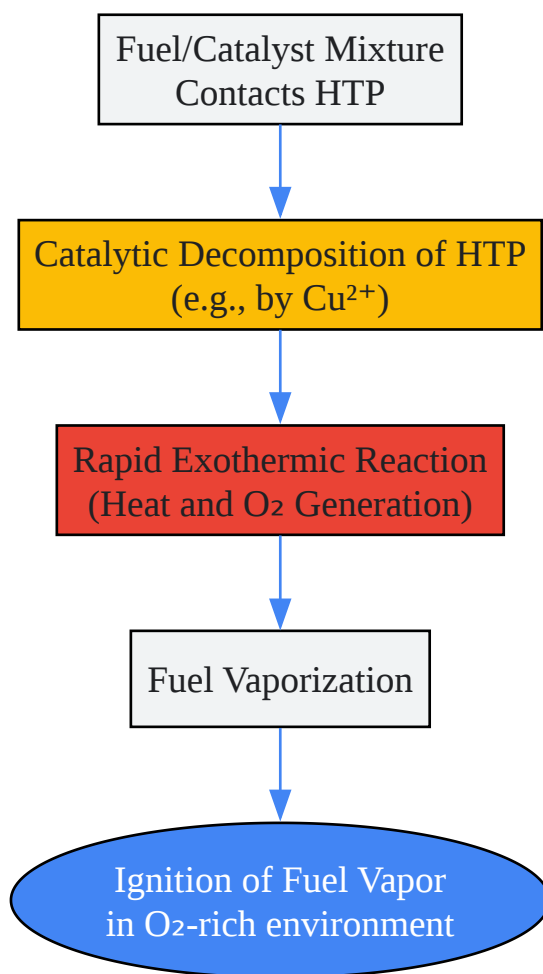 Fuel/Catalyst Mixture
Contacts HTP
Catalytic Decomposition of HTP
(e.g., by Cu²⁺)
Rapid Exothermic Reaction
(Heat and O₂ Generation)
Fuel Vaporization
Ignition of Fuel Vapor
in O₂-rich environment